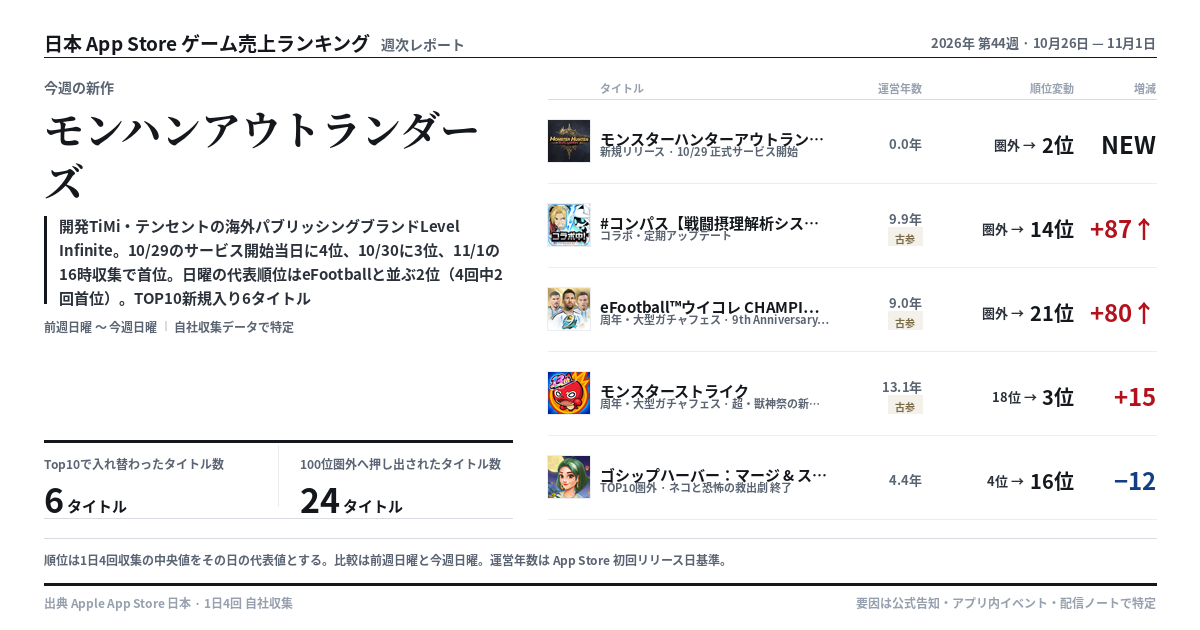 日本 App Store ゲーム売上ランキング 週次レポート
2026年 第44週 · 10月26日 — 11月1日
今週の新作
モンハンアウトランダー
ズ
開発TiMi・テンセントの海外パブリッシングブランドLevel
Infinite。10/29のサービス開始当日に4位、10/30に3位、11/1の
16時収集で首位。日曜の代表順位はeFootballと並ぶ2位（4回中2
回首位）。TOP10新規入り6タイトル
前週日曜 〜 今週日曜 | 自社収集データで特定
Top10で入れ替わったタイトル数
6 タイトル
100位圏外へ押し出されたタイトル数
24 タイトル
タイトル 運営年数 順位変動 増減
モンスターハンターアウトラン… 0.0年 圏外 → 2位 NEW
新規リリース · 10/29 正式サービス開始
#コンパス【戦闘摂理解析シス… 9.9年 圏外 → 14位 +87 ↑
コラボ・定期アップデート 古参
eFootball™ウイコレ CHAMPI… 9.0年 圏外 → 21位 +80 ↑
周年・大型ガチャフェス · 9th Anniversary… 古参
モンスターストライク 13.1年 18位 → 3位 +15
周年・大型ガチャフェス · 超・獣神祭の新… 古参
ゴシップハーバー：マージ & ス… 4.4年 4位 → 16位 −12
TOP10圏外 · ネコと恐怖の救出劇 終了
順位は1日4回収集の中央値をその日の代表値とする。比較は前週日曜と今週日曜。運営年数は App Store 初回リリース日基準。
出典 Apple App Store 日本 · 1日4回 自社収集
要因は公式告知・アプリ内イベント・配信ノートで特定